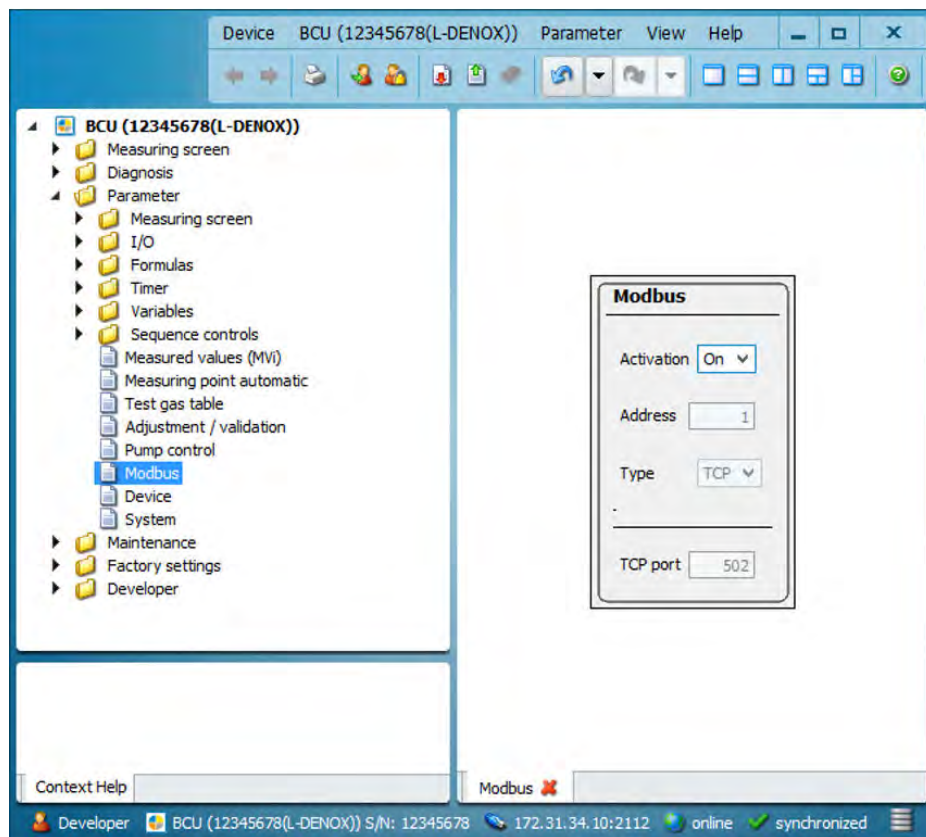 Device BCU (12345678(L-DENOX)) Parameter View Help
BCU (12345678(L-DENOX))
Measuring screen
Diagnosis
Parameter
Measuring screen
I/O
Formulas
Timer
Variables
Sequence controls
Measured values (MVi)
Measuring point automatic
Test gas table
Adjustment / validation
Pump control
Modbus
Device
System
Maintenance
Factory settings
Developer
Context Help
Modbus
Activation On
Address 1
Type TCP
.
TCP port 502
Modbus
Developer BCU (12345678(L-DENOX)) S/N: 12345678 172.31.34.10:2112 online synchronized